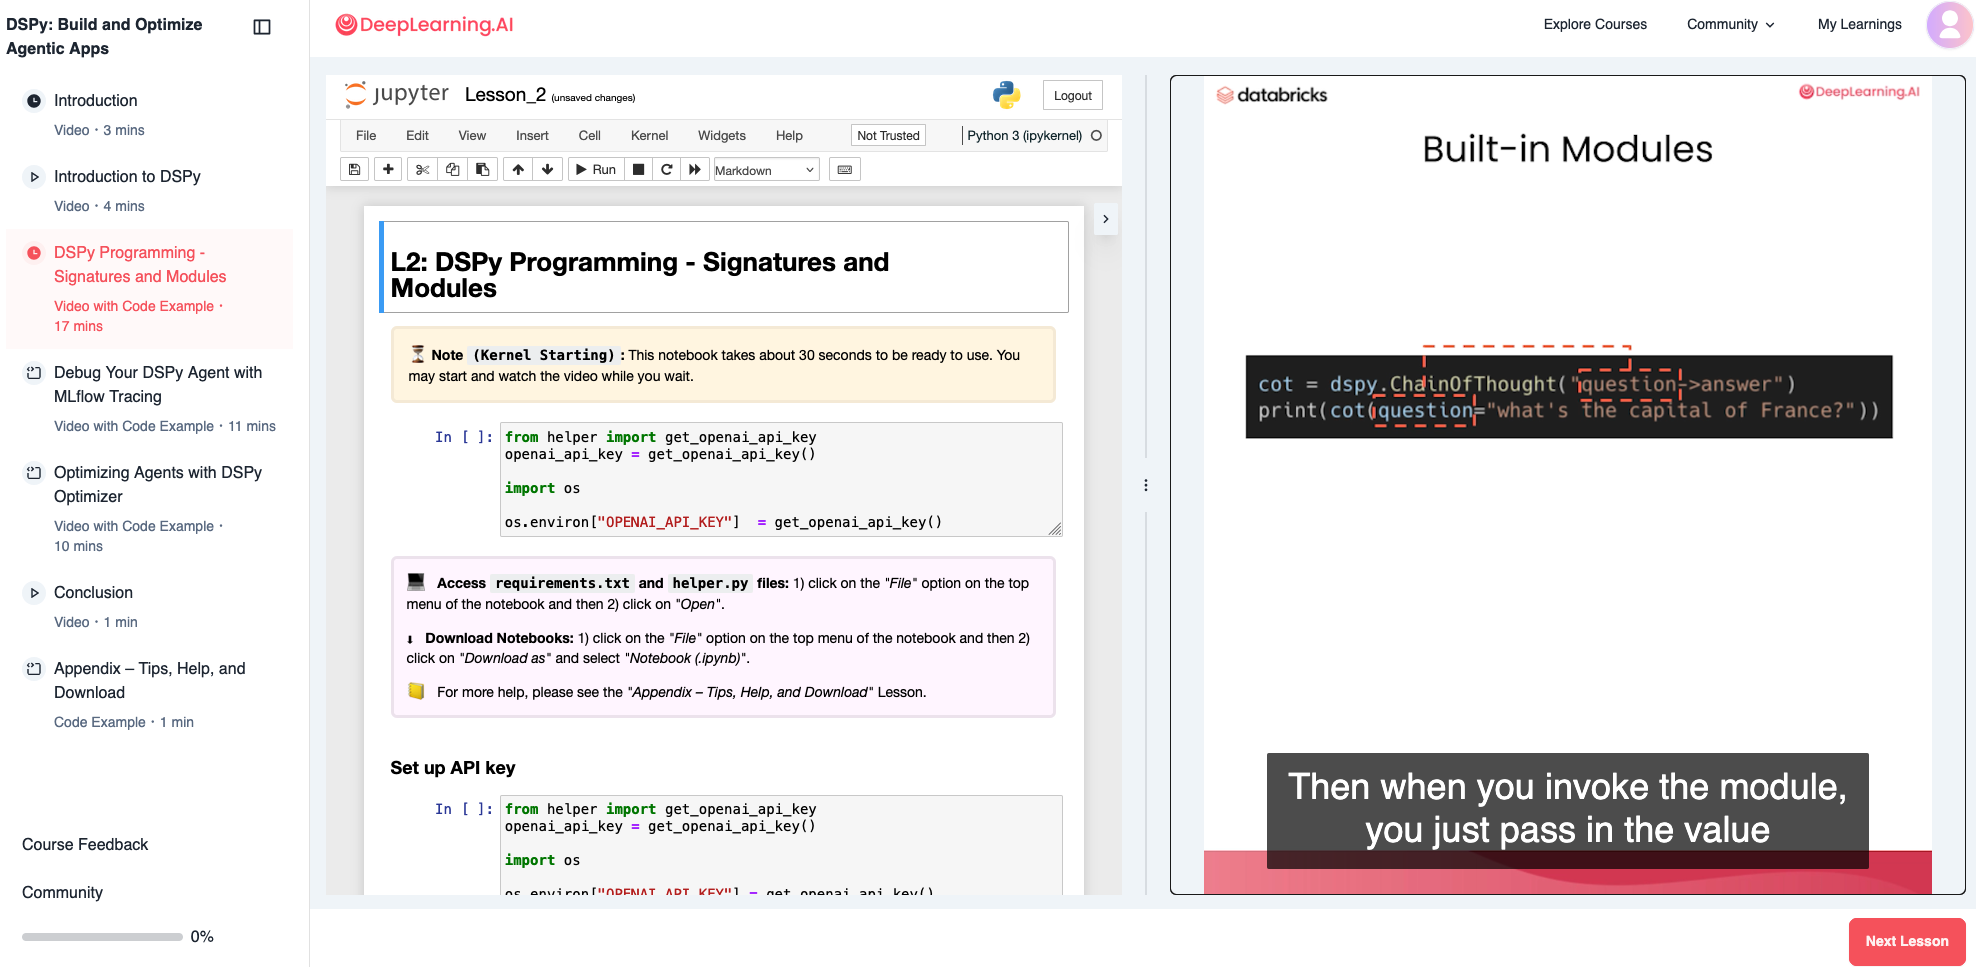 DSPy: Build and Optimize
Agentic Apps
Introduction
Video · 3 mins
Introduction to DSPy
Video · 4 mins
DSPy Programming -
Signatures and Modules
Video with Code Example ·
17 mins
Debug Your DSPy Agent with
MLflow Tracing
Video with Code Example · 11 mins
Optimizing Agents with DSPy
Optimizer
Video with Code Example ·
10 mins
Conclusion
Video · 1 min
Appendix – Tips, Help, and
Download
Code Example · 1 min
Course Feedback
Community
0%
DeepLearning.AI
Explore Courses
Community
My Learnings
jupyter Lesson_2 (unsaved changes)
Logout
File Edit View Insert Cell Kernel Widgets Help
Not Trusted
Python 3 (ipykernel)
Run
Markdown
L2: DSPy Programming - Signatures and
Modules
Note (Kernel Starting) : This notebook takes about 30 seconds to be ready to use. You
may start and watch the video while you wait.
In [ ]:
from helper import get_openai_api_key
openai_api_key = get_openai_api_key()
import os
os.environ["OPENAI_API_KEY"]  = get_openai_api_key()
Access requirements.txt and helper.py files: 1) click on the "File" option on the top
menu of the notebook and then 2) click on "Open".
Download Notebooks: 1) click on the "File" option on the top menu of the notebook and then 2)
click on "Download as" and select "Notebook (.ipynb)".
For more help, please see the "Appendix – Tips, Help, and Download" Lesson.
Set up API key
In [ ]:
from helper import get_openai_api_key
openai_api_key = get_openai_api_key()
import os
os.environ["OPENAI_API_KEY"] = get_openai_api_key()
databricks
DeepLearning.AI
Built-in Modules
cot = dspy.ChainOfThought("question->answer")
print(cot(question="what's the capital of France?"))
Then when you invoke the module,
you just pass in the value
Next Lesson